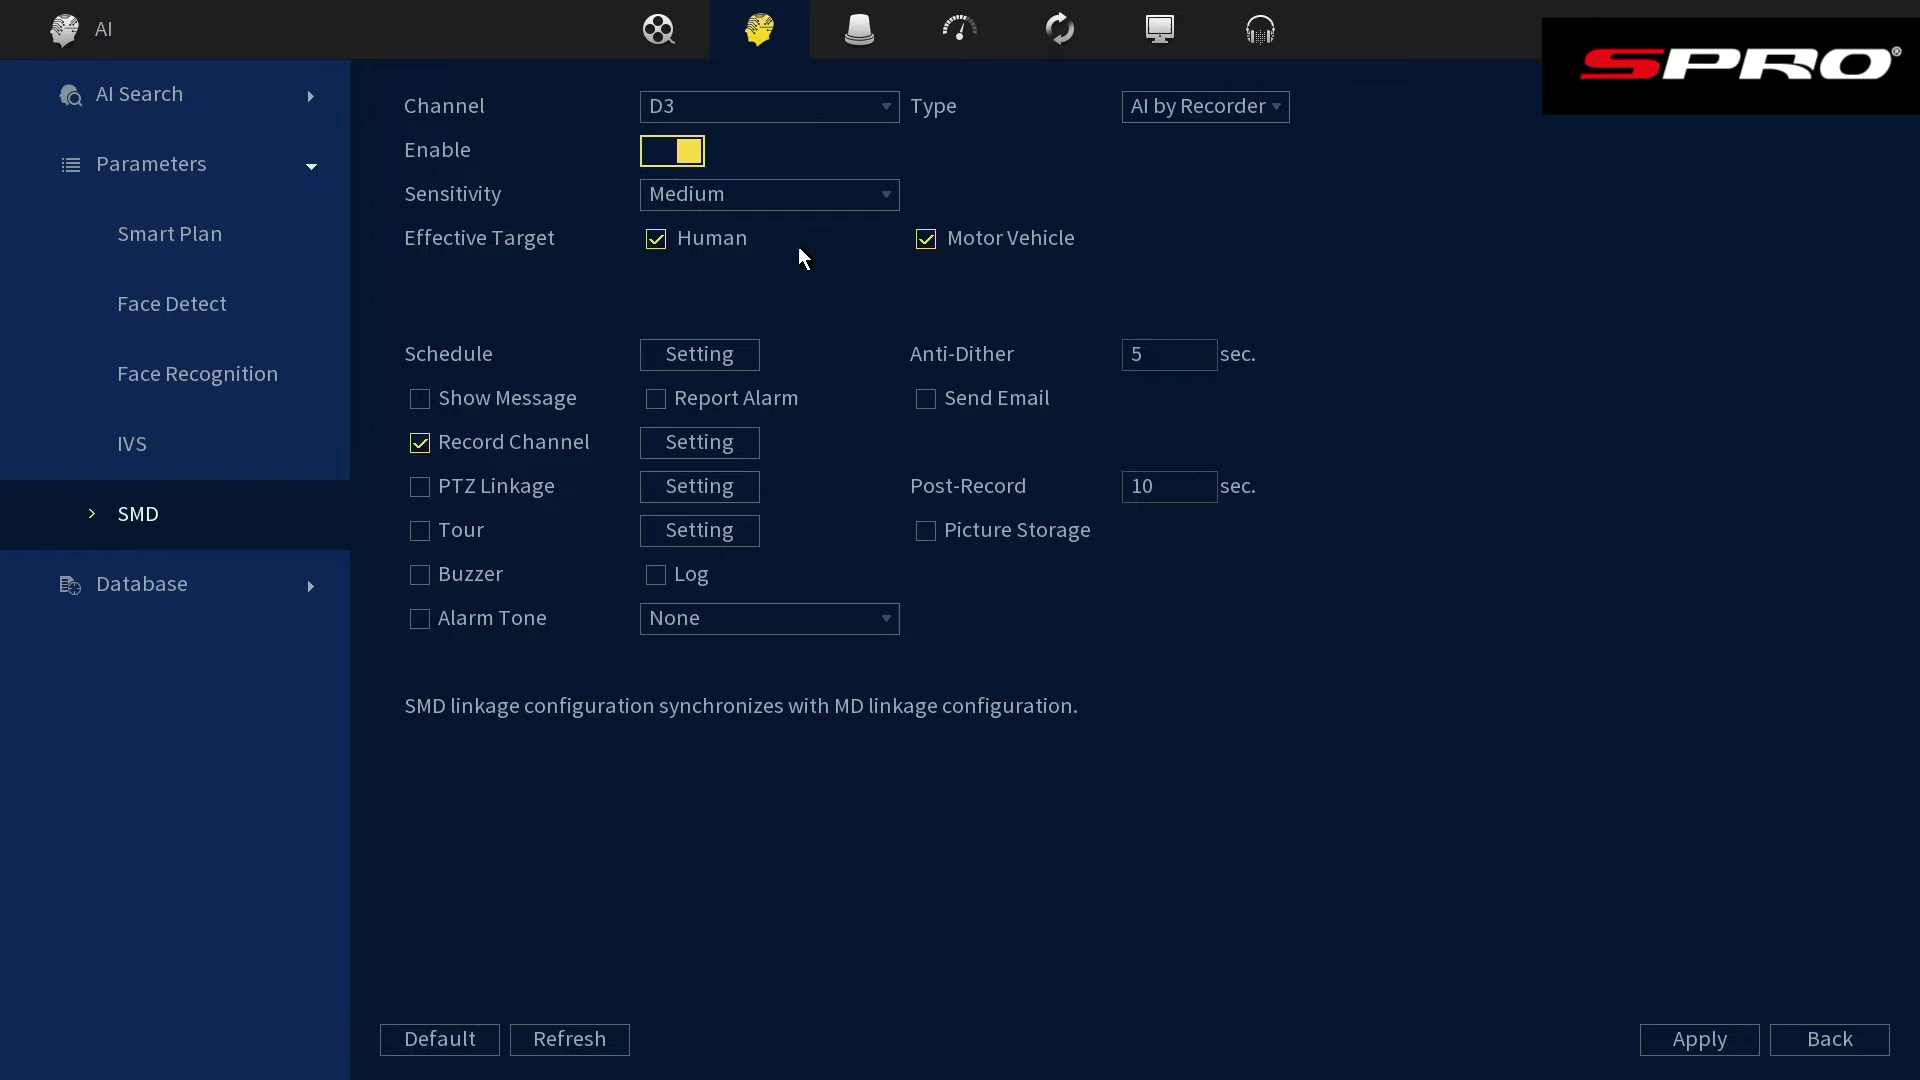 AI
SPRO®
AI Search
Parameters
Smart Plan
Face Detect
Face Recognition
IVS
SMD
Database
Channel D3 Type AI by Recorder
Enable
Sensitivity Medium
Effective Target Human Motor Vehicle
Schedule Setting Anti-Dither 5 sec.
Show Message Report Alarm Send Email
Record Channel Setting
PTZ Linkage Setting Post-Record 10 sec.
Tour Setting Picture Storage
Buzzer Log
Alarm Tone None
SMD linkage configuration synchronizes with MD linkage configuration.
Default Refresh Apply Back